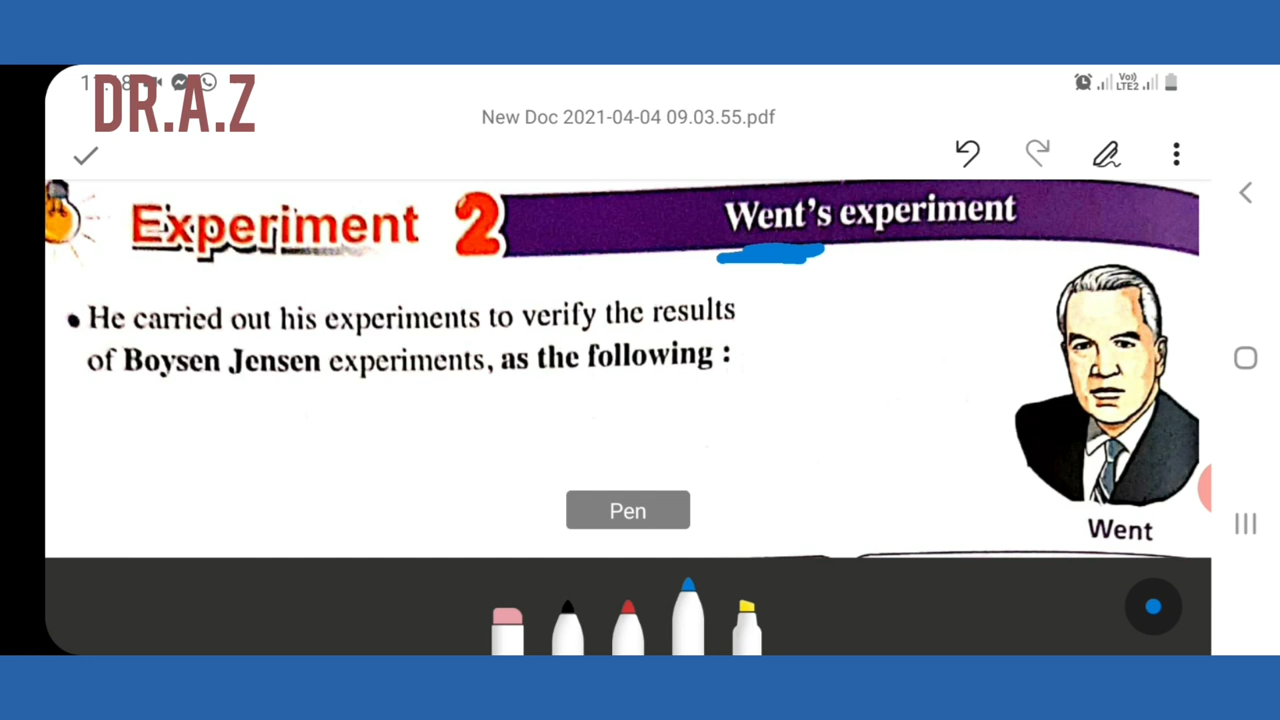 DR.A.Z
New Doc 2021-04-04 09.03.55.pdf
Experiment 2
Went's experiment
• He carried out his experiments to verify the results
of Boysen Jensen experiments, as the following :
Went
Pen